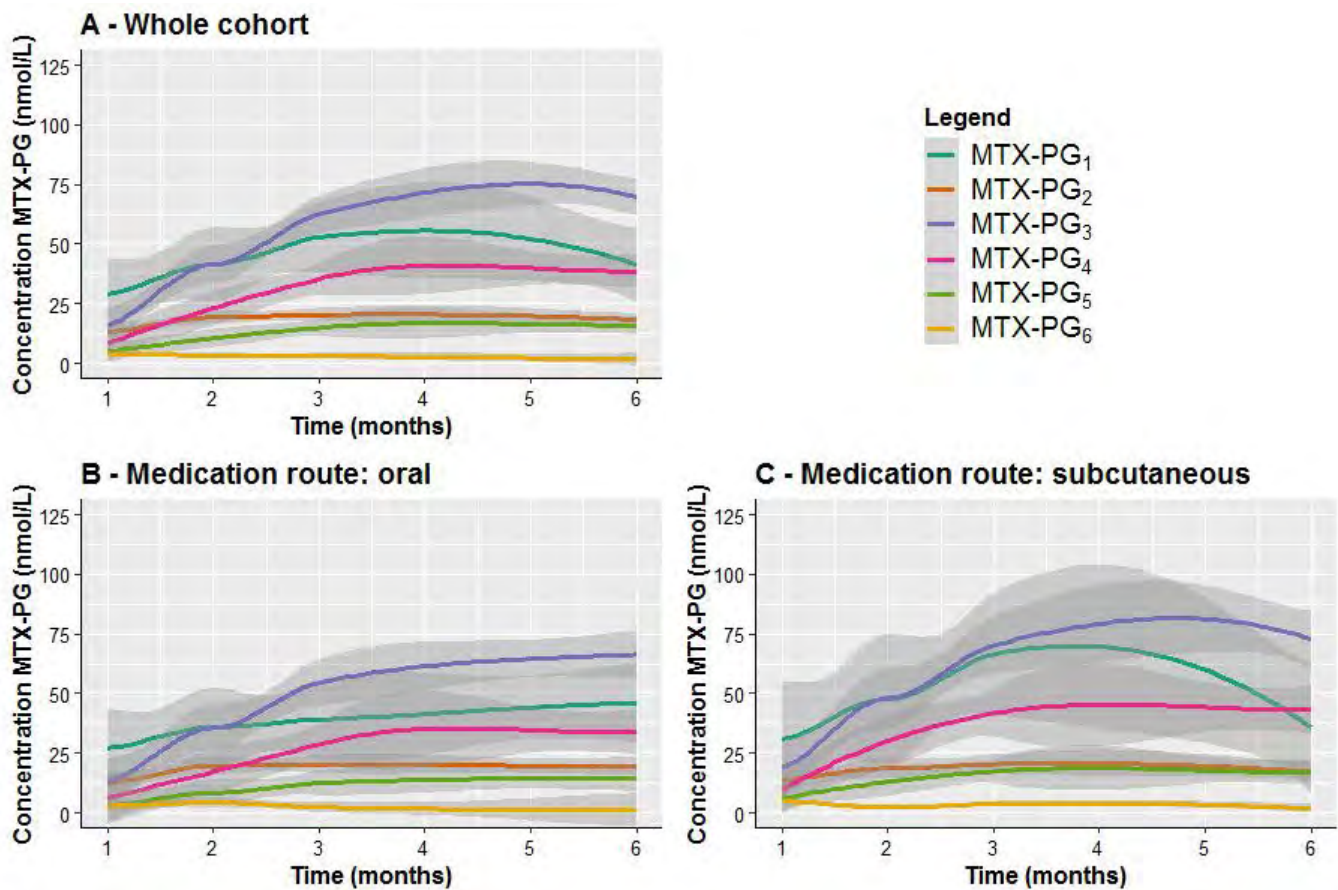 A - Whole cohort
Concentration MTX-PG (nmol/L)
125
100
75
50
25
0
1 2 3 4 5 6
Time (months)
Legend
MTX-PG₁
MTX-PG₂
MTX-PG₃
MTX-PG₄
MTX-PG₅
MTX-PG₆
B - Medication route: oral
Concentration MTX-PG (nmol/L)
125
100
75
50
25
0
1 2 3 4 5 6
Time (months)
C - Medication route: subcutaneous
Concentration MTX-PG (nmol/L)
125
100
75
50
25
0
1 2 3 4 5 6
Time (months)